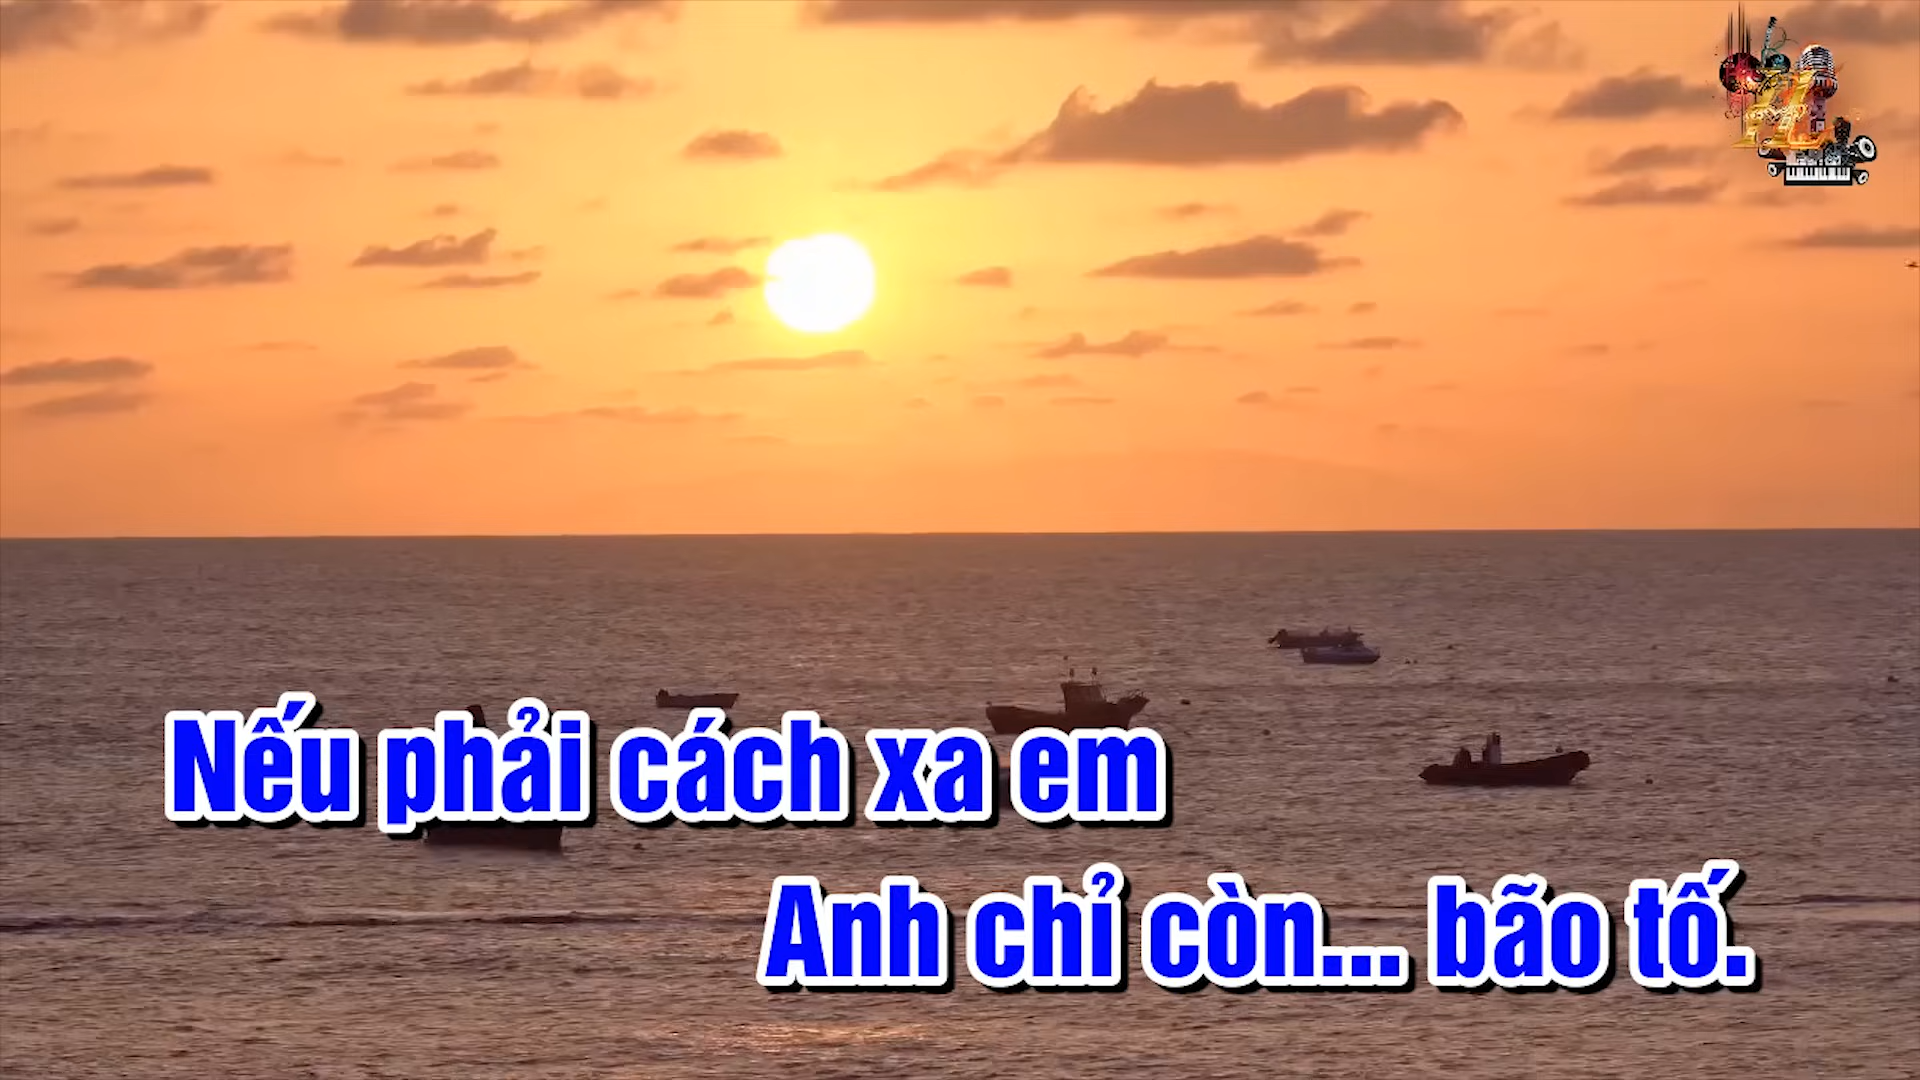 Nếu phải cách xa em
Anh chỉ còn... bão tố.